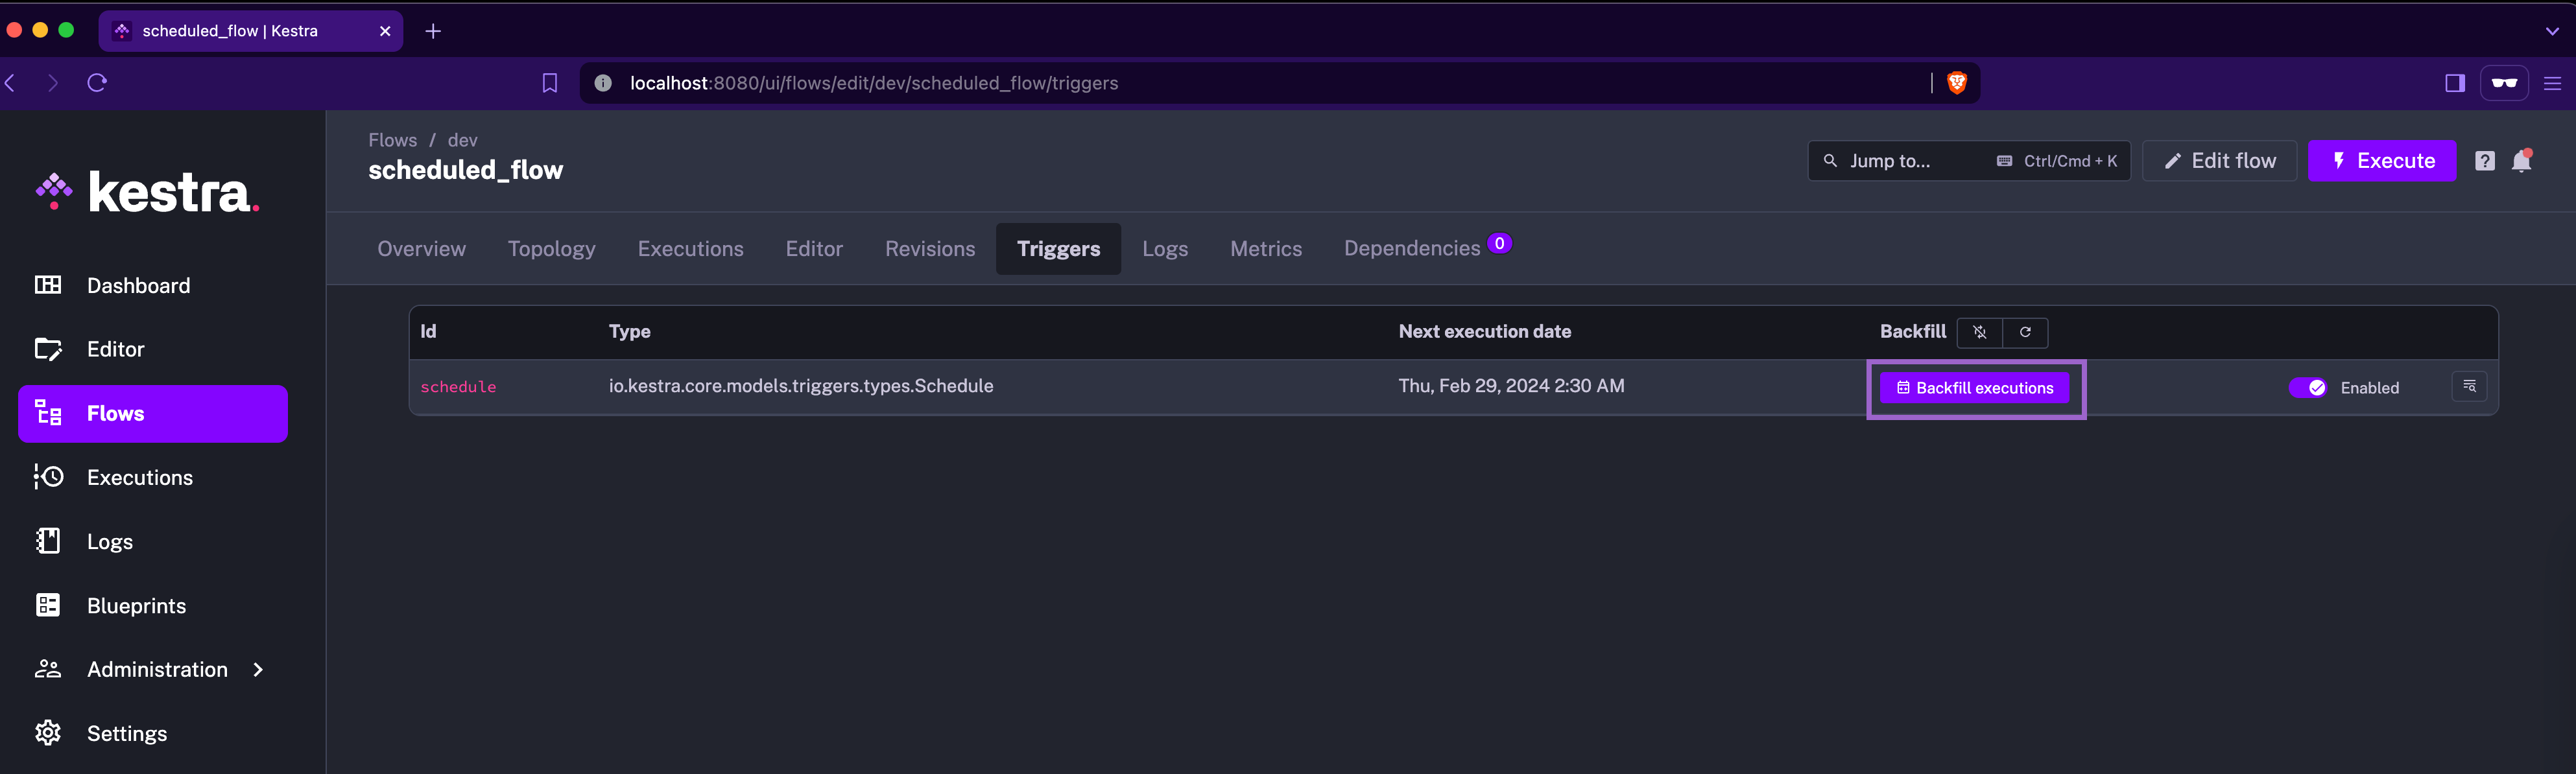 scheduled_flow | Kestra
localhost:8080/ui/flows/edit/dev/scheduled_flow/triggers
kestra.
Dashboard
Editor
Flows
Executions
Logs
Blueprints
Administration
Settings
Flows / dev
scheduled_flow
Jump to... Ctrl/Cmd + K
Edit flow
Execute
Overview Topology Executions Editor Revisions Triggers Logs Metrics Dependencies 0
Id Type Next execution date Backfill
schedule io.kestra.core.models.triggers.types.Schedule Thu, Feb 29, 2024 2:30 AM Backfill executions Enabled